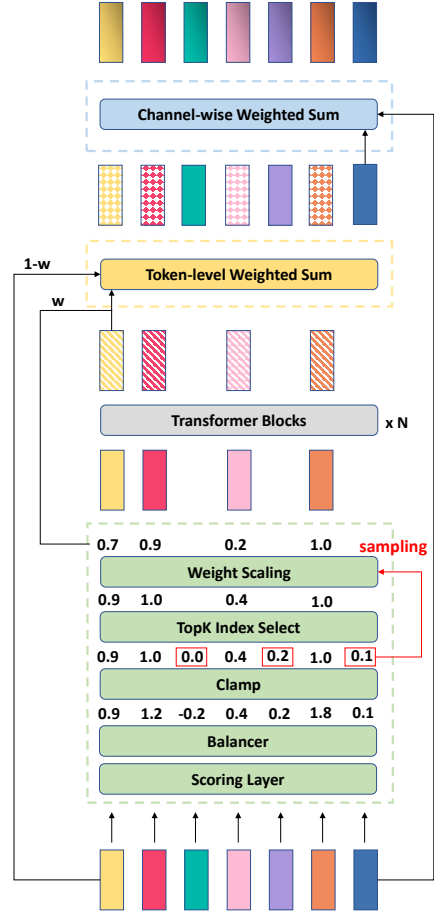 Channel-wise Weighted Sum
1-w
Token-level Weighted Sum
w
Transformer Blocks
x N
0.7 0.9 0.2 1.0
sampling
Weight Scaling
0.9 1.0 0.4 1.0
TopK Index Select
0.9 1.0 0.0 0.4 0.2 1.0 0.1
Clamp
0.9 1.2 -0.2 0.4 0.2 1.8 0.1
Balancer
Scoring Layer